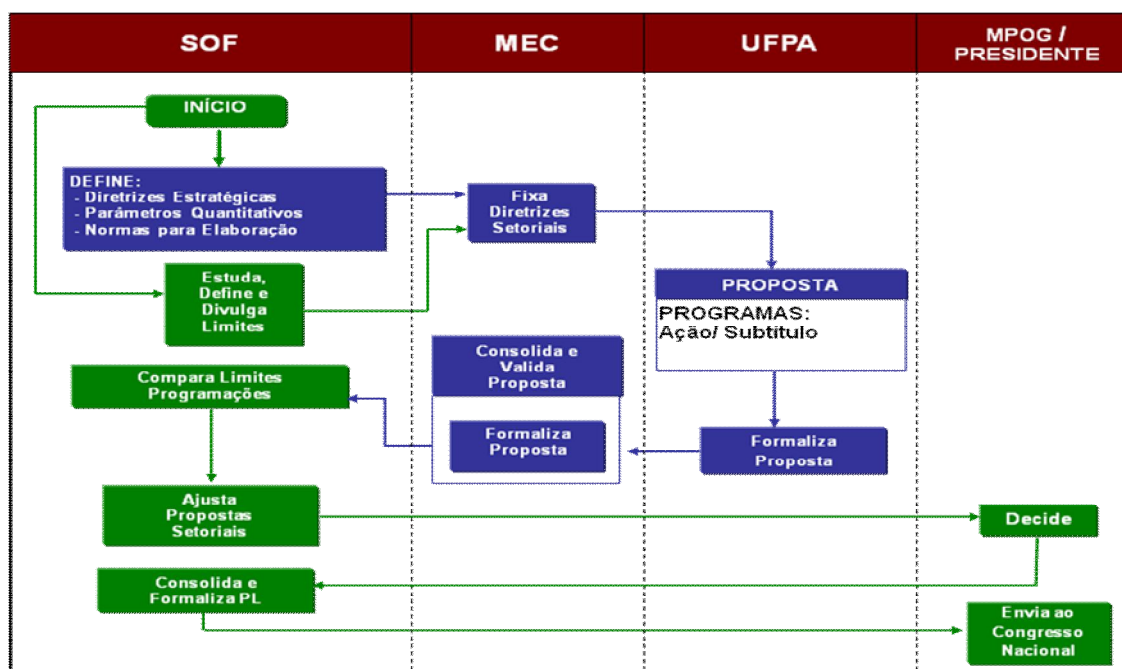 SOF
MEC
UFPA
MPOG /
PRESIDENTE
INÍCIO
DEFINE:
- Diretrizes Estratégicas
- Parâmetros Quantitativos
- Normas para Elaboração
Fixa
Diretrizes
Setoriais
Estuda,
Define e
Divulga
Limites
PROPOSTA
PROGRAMAS:
Ação/ Subtítulo
Consolida e
Valida
Proposta
Compara Limites
Programações
Formaliza
Proposta
Formaliza
Proposta
Ajusta
Propostas
Setoriais
Decide
Consolida e
Formaliza PL
Envia ao
Congresso
Nacional